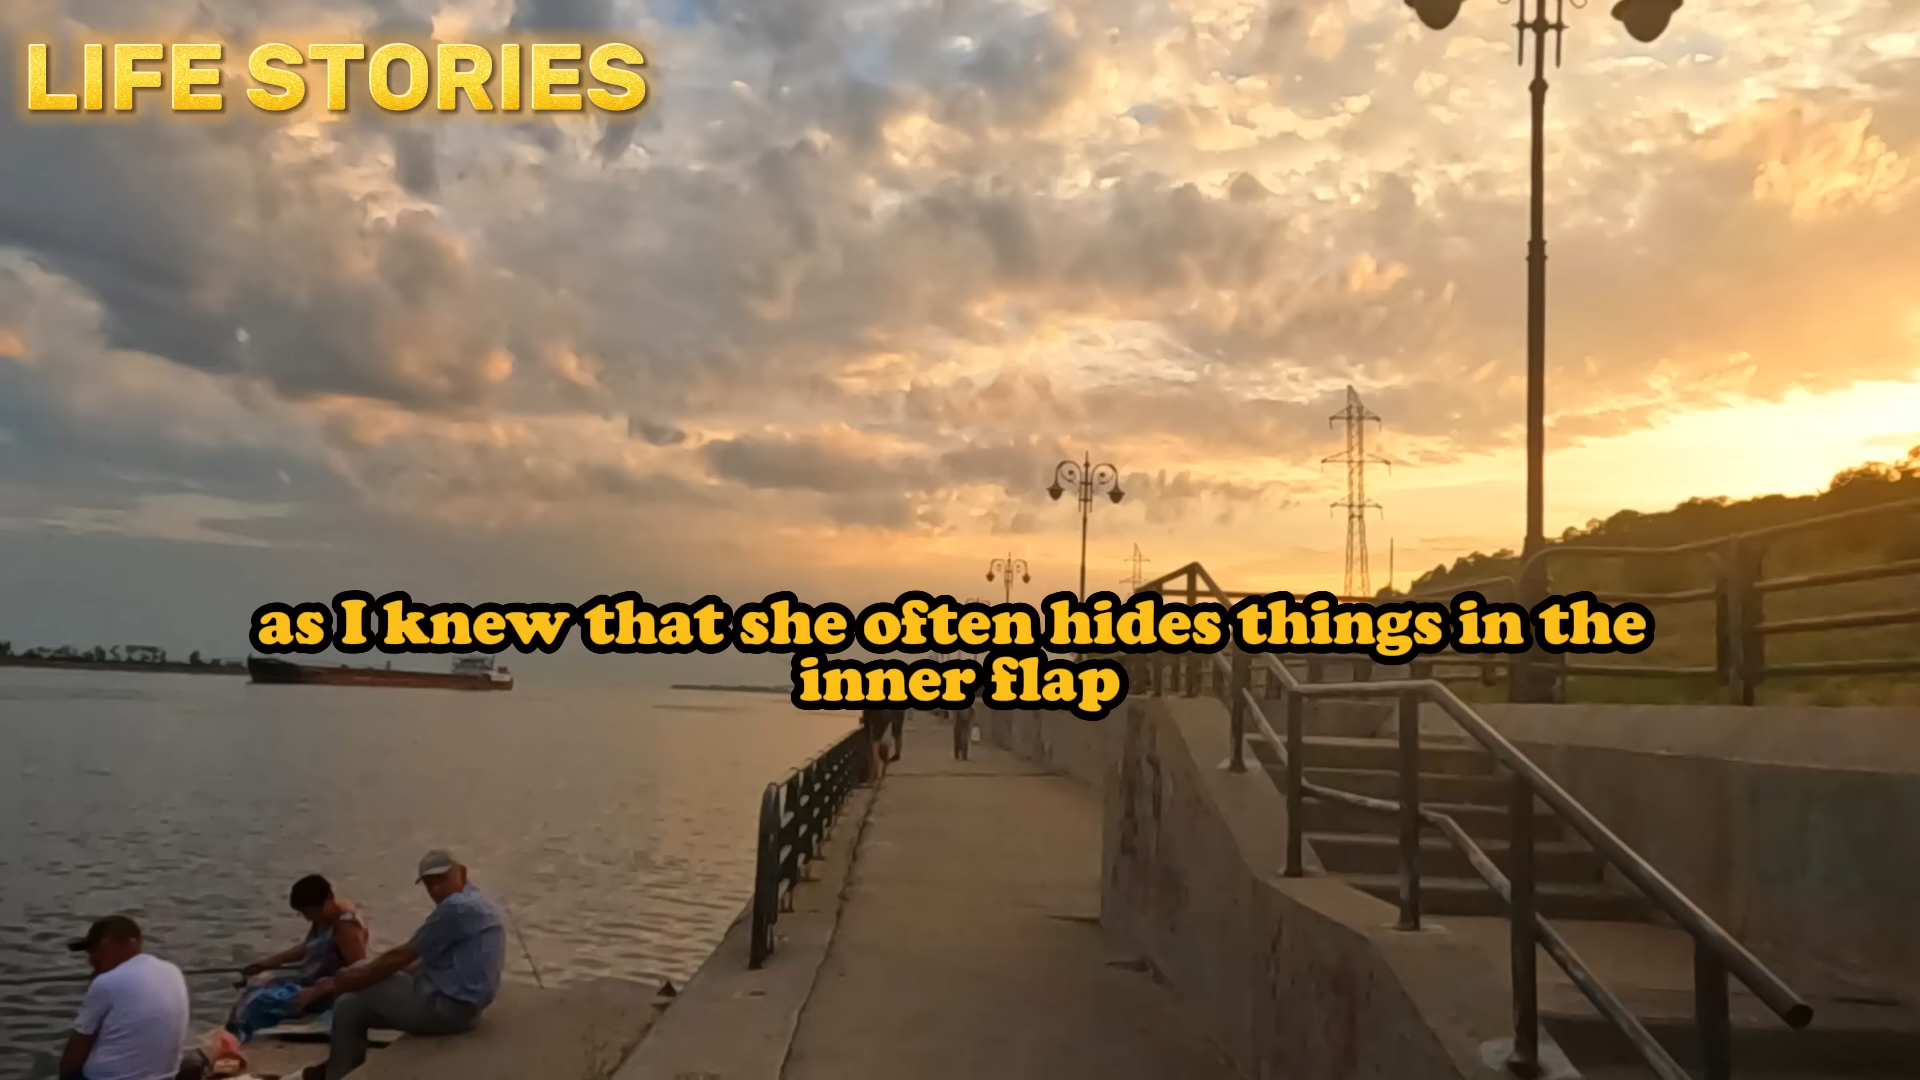 LIFE STORIES
as I knew that she often hides things in the
inner flap